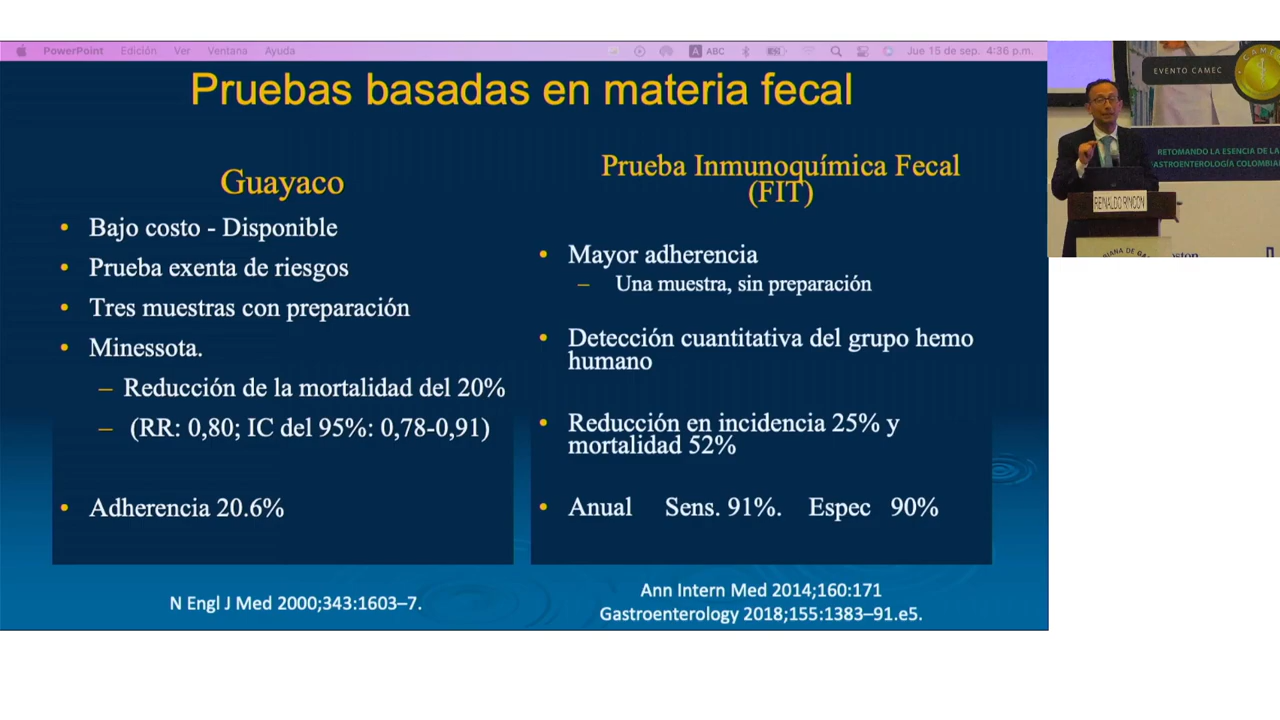 PowerPoint Edición Ver Ventana Ayuda
A ABC
Jue 15 de sep. 4:36 p.m.
Pruebas basadas en materia fecal
Guayaco
• Bajo costo - Disponible
• Prueba exenta de riesgos
• Tres muestras con preparación
• Minessota.
– Reducción de la mortalidad del 20%
– (RR: 0,80; IC del 95%: 0,78-0,91)
• Adherencia 20.6%
N Engl J Med 2000;343:1603–7.
Prueba Inmunoquímica Fecal
(FIT)
• Mayor adherencia
– Una muestra, sin preparación
• Detección cuantitativa del grupo hemo
humano
• Reducción en incidencia 25% y
mortalidad 52%
• Anual Sens. 91%. Espec 90%
Ann Intern Med 2014;160:171
Gastroenterology 2018;155:1383–91.e5.
EVENTO CAMEC
CAMEC
RETOMANDO LA ESENCIA DE LA
GASTROENTEROLOGÍA COLOMBIA
REINALDO RINCON